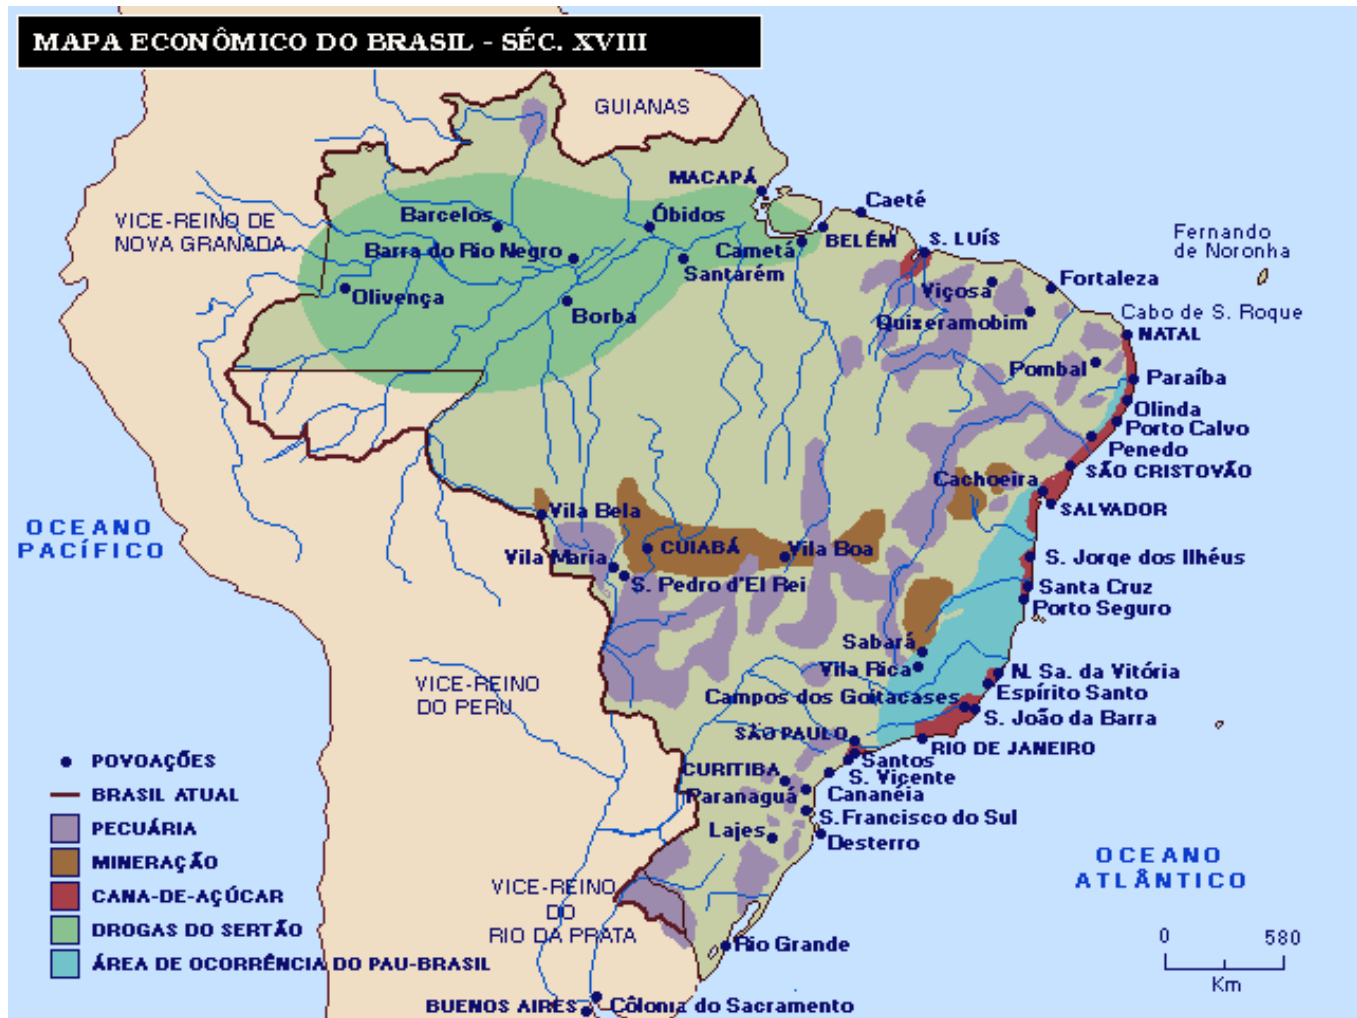 MAPA ECONÔMICO DO BRASIL - SÉC. XVIII
GUIANAS
MACAPÁ
Caeté
VICE-REINO DE
NOVA GRANADA
Barcelos
Óbidos
BELÉM
S. LUÍS
Fernando
de Noronha
Barra do Rio Negro
Cametá
Santarém
Olivença
Viçosa
Fortaleza
Borba
Quizeramobim
Cabo de S. Roque
NATAL
Pombal
Paraíba
Olinda
Porto Calvo
Penedo
SÃO CRISTOVÃO
Cachoeira
SALVADOR
OCEANO
PACÍFICO
Vila Bela
CUIABÁ
Vila Boa
Vila Maria
S. Pedro d'El Rei
S. Jorge dos Ilhéus
Santa Cruz
Porto Seguro
Sabará
Vila Rica
N. Sa. da Vitória
VICE-REINO
DO PERU
Campos dos Goitacases
Espírito Santo
S. João da Barra
SÃO PAULO
RIO DE JANEIRO
Santos
CURITIBA
S. Vicente
Paranaguá
Cananéia
S. Francisco do Sul
Lajes
Desterro
POVOAÇÕES
BRASIL ATUAL
PECUÁRIA
MINERAÇÃO
CANA-DE-AÇÚCAR
DROGAS DO SERTÃO
ÁREA DE OCORRÊNCIA DO PAU-BRASIL
VICE-REINO
DO
RIO DA PRATA
OCEANO
ATLÂNTICO
Rio Grande
0 580
Km
BUENOS AIRES
Côlonia do Sacramento